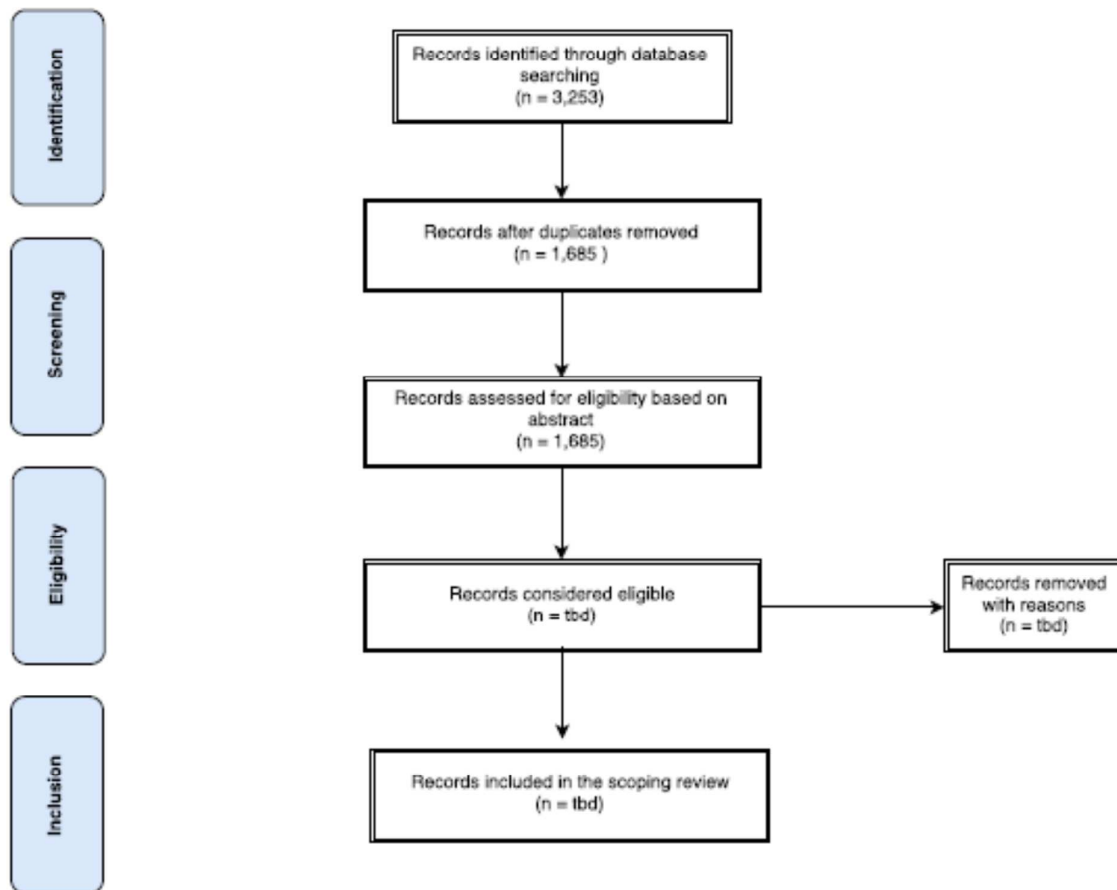 Identification
Records identified through database
searching
(n = 3,253)
Records after duplicates removed
(n = 1,685 )
Screening
Records assessed for eligibility based on
abstract
(n = 1,685)
Eligibility
Records considered eligible
(n = tbd)
Records removed
with reasons
(n = tbd)
Inclusion
Records included in the scoping review
(n = tbd)